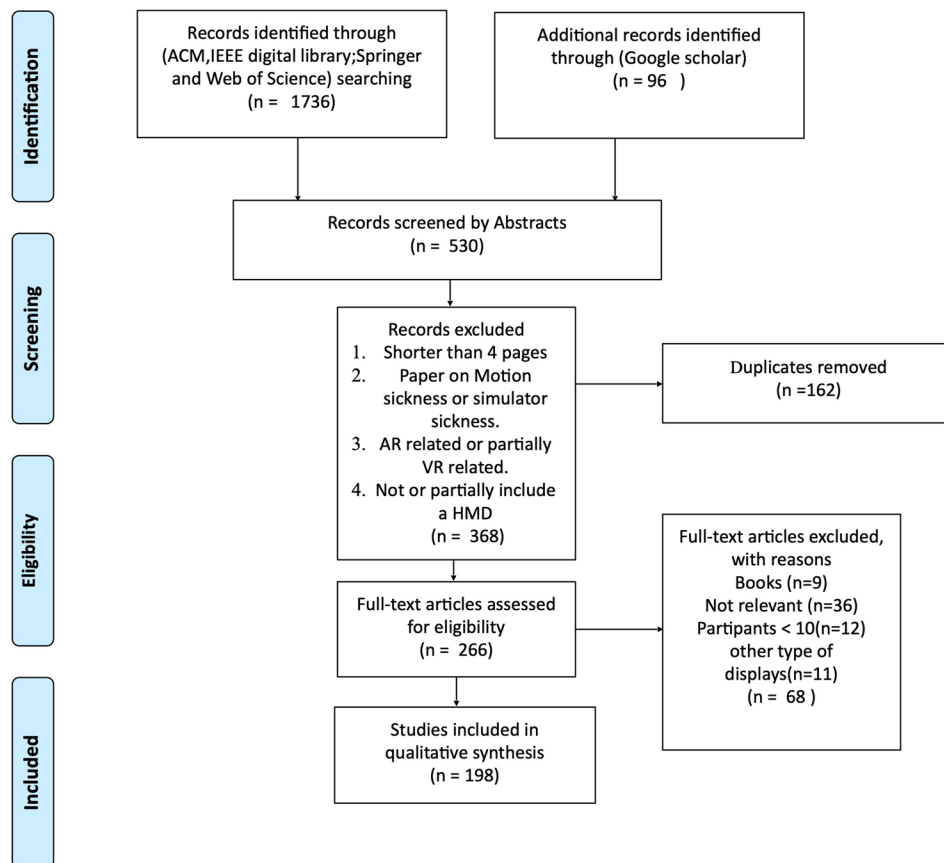 Identification
Records identified through
(ACM,IEEE digital library;Springer
and Web of Science) searching
(n = 1736)
Additional records identified
through (Google scholar)
(n = 96 )
Screening
Records screened by Abstracts
(n = 530)
Records excluded
1. Shorter than 4 pages
2. Paper on Motion
sickness or simulator
sickness.
3. AR related or partially
VR related.
4. Not or partially include
a HMD
(n = 368)
Duplicates removed
(n =162)
Eligibility
Full-text articles assessed
for eligibility
(n = 266)
Full-text articles excluded,
with reasons
Books (n=9)
Not relevant (n=36)
Partipants < 10(n=12)
other type of
displays(n=11)
(n = 68 )
Included
Studies included in
qualitative synthesis
(n = 198)